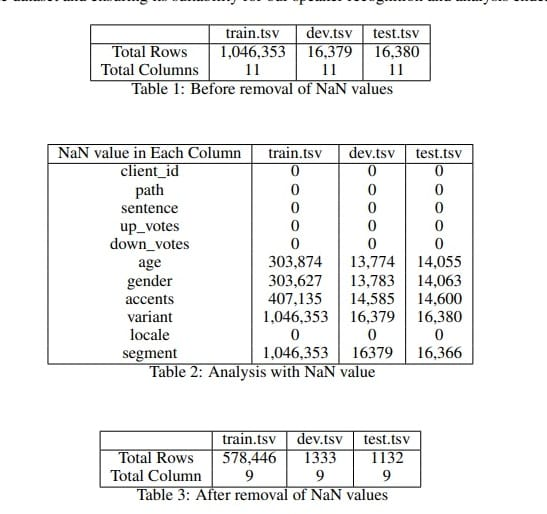 train.tsv dev.tsv test.tsv
Total Rows 1,046,353 16,379 16,380
Total Columns 11 11 11
Table 1: Before removal of NaN values
NaN value in Each Column train.tsv dev.tsv test.tsv
client_id 0 0 0
path 0 0 0
sentence 0 0 0
up_votes 0 0 0
down_votes 0 0 0
age 303,874 13,774 14,055
gender 303,627 13,783 14,063
accents 407,135 14,585 14,600
variant 1,046,353 16,379 16,380
locale 0 0 0
segment 1,046,353 16379 16,366
Table 2: Analysis with NaN value
train.tsv dev.tsv test.tsv
Total Rows 578,446 1333 1132
Total Column 9 9 9
Table 3: After removal of NaN values